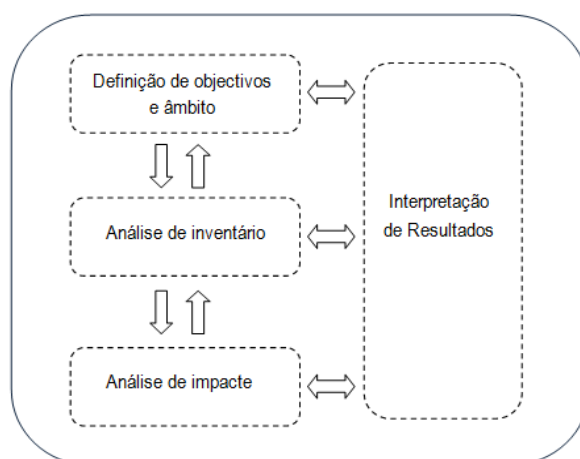 Definição de objectivos
e âmbito
Análise de inventário
Análise de impacte
Interpretação
de Resultados